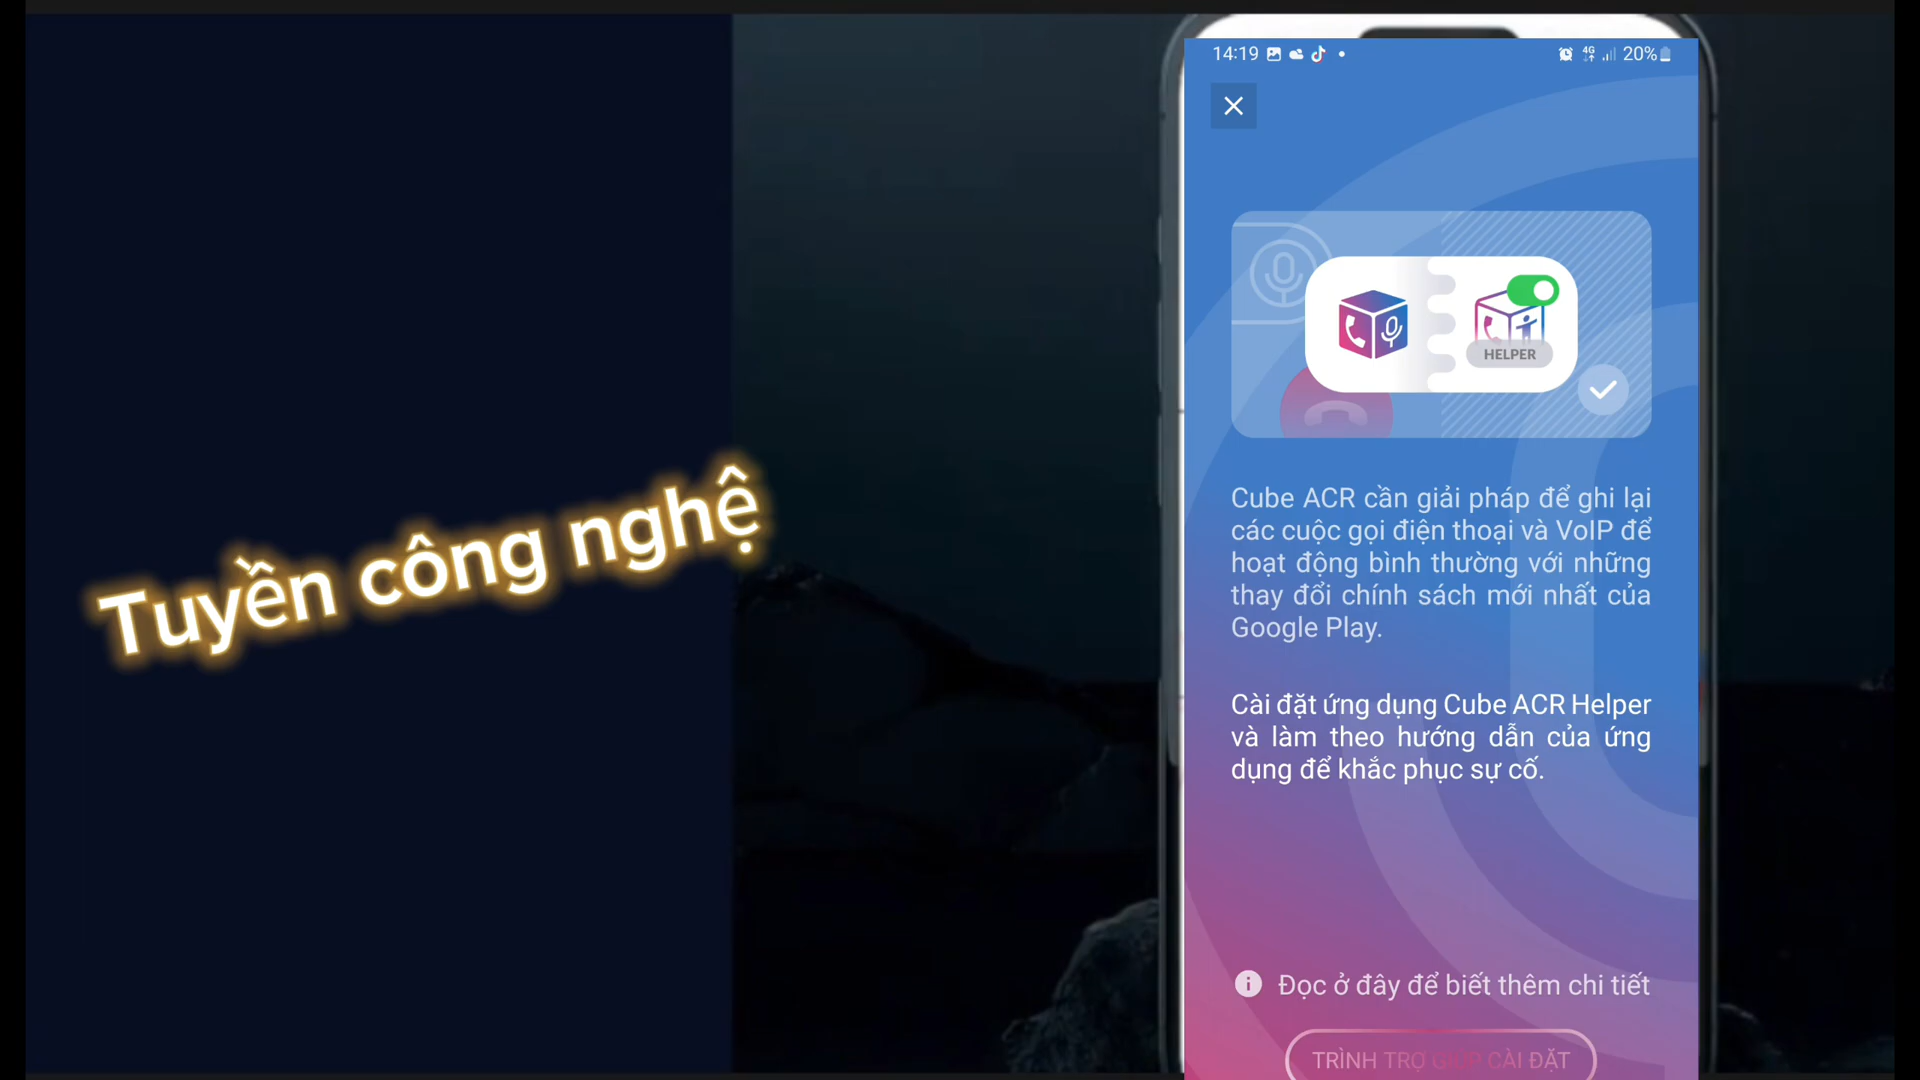 14:19
4G
20%
HELPER
Cube ACR cần giải pháp để ghi lại
các cuộc gọi điện thoại và VoIP để
hoạt động bình thường với những
thay đổi chính sách mới nhất của
Google Play.
Cài đặt ứng dụng Cube ACR Helper
và làm theo hướng dẫn của ứng
dụng để khắc phục sự cố.
Đọc ở đây để biết thêm chi tiết
TRÌNH TRỢ GIÚP CÀI ĐẶT
Tuyền công nghệ